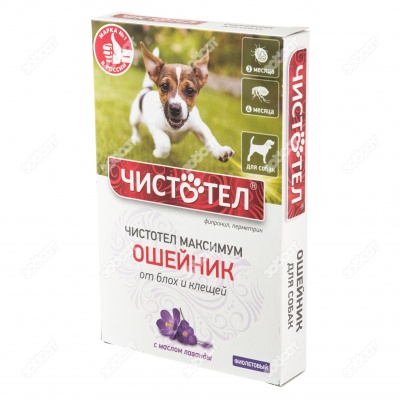 МАРКА №1
В РОССИИ
3 месяца
6 месяцев
для собак
ЧИСТОТЕЛ®
фипронил, перметрин
ЧИСТОТЕЛ МАКСИМУМ
ОШЕЙНИК
от блох и клещей
с маслом лаванды
ФИОЛЕТОВЫЙ
ЧИСТОТЕЛ®
ОШЕЙНИК
ДЛЯ СОБАК